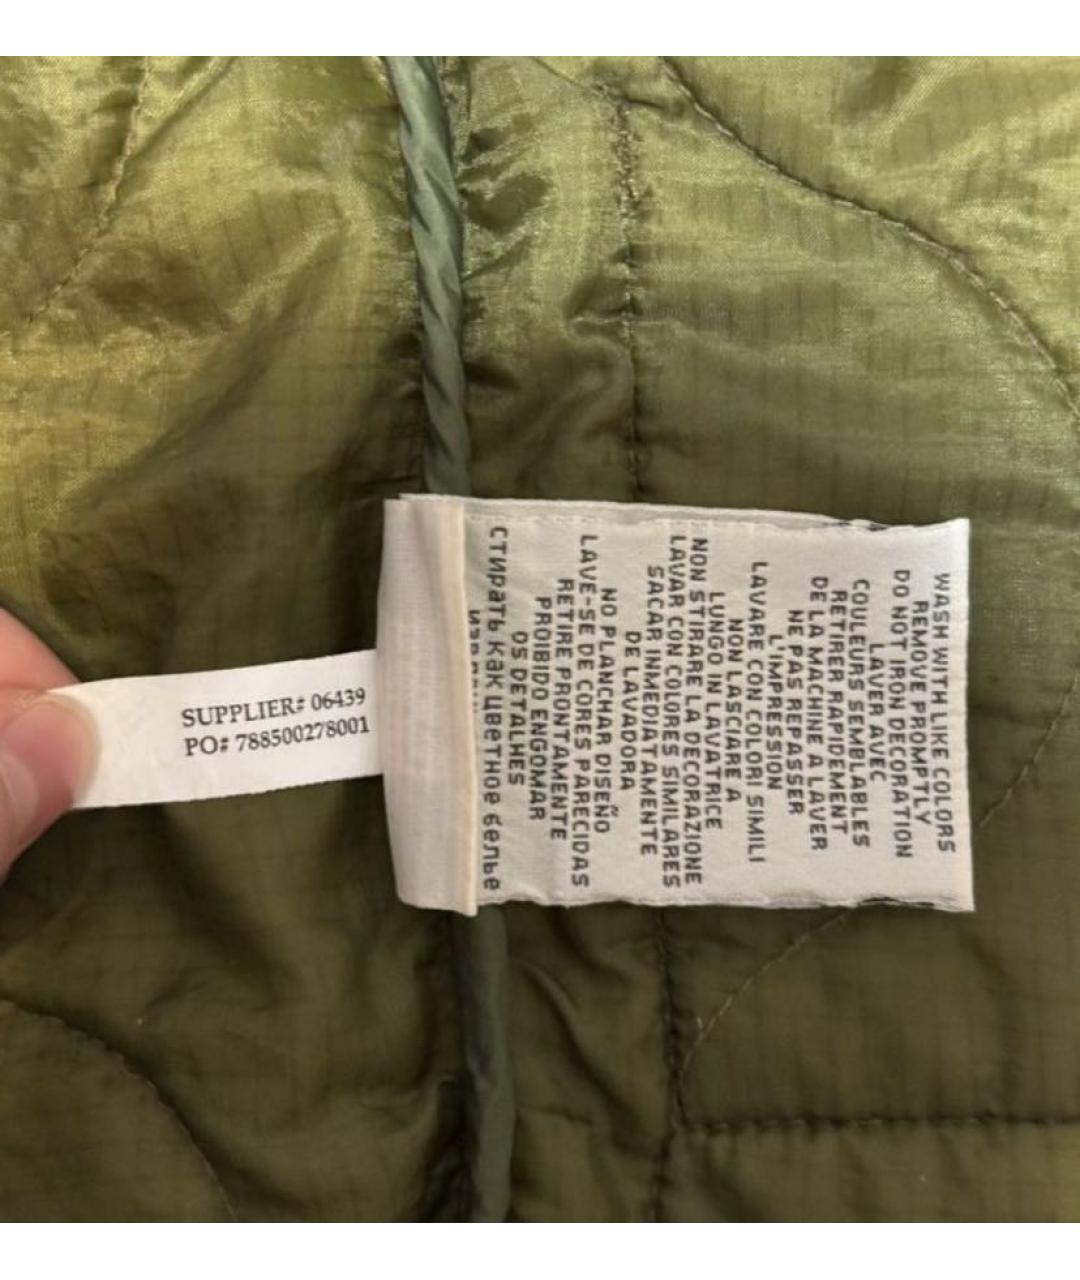 SUPPLIER# 06439
PO# 788500278001
WASH WITH LIKE COLORS
REMOVE PROMPTLY
DO NOT IRON DECORATION
LAVER AVEC
COULEURS SEMBLABLES
RETIRER RAPIDEMENT
DE LA MACHINE A LAVER
NE PAS REPASSER
L'IMPRESSION
LAVARE CON COLORI SIMILI
NON LASCIARE A
LUNGO IN LAVATRICE
NON STIRARE LA DECORAZIONE
LAVAR CON COLORES SIMILARES
SACAR INMEDIATAMENTE
DE LAVADORA
NO PLANCHAR DISEÑO
LAVE-SE DE CORES PARECIDAS
RETIRE PRONTAMENTE
PROIBIDO ENGOMAR
OS DETALHES
Стирать как цветное белье